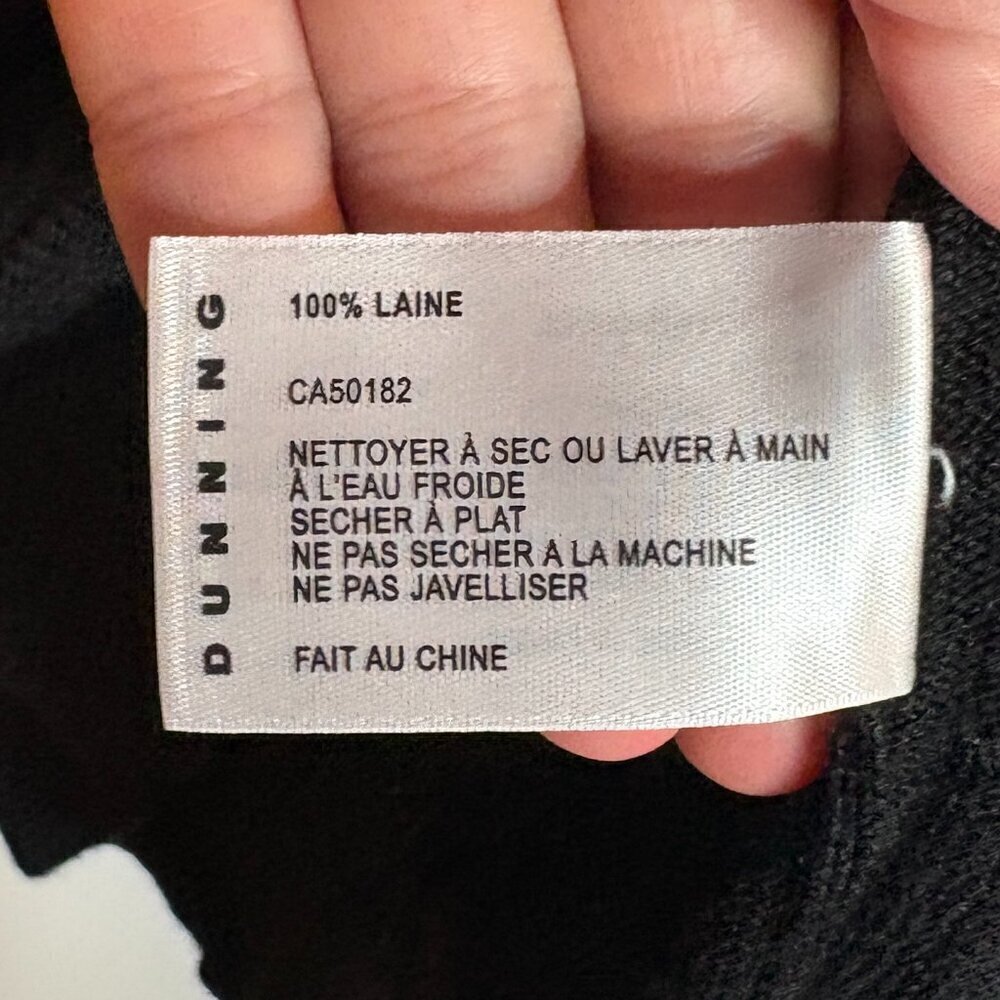 DUNNING
100% LAINE
CA50182
NETTOYER À SEC OU LAVER À MAIN
À L'EAU FROIDE
SECHER À PLAT
NE PAS SECHER À LA MACHINE
NE PAS JAVELLISER
FAIT AU CHINE